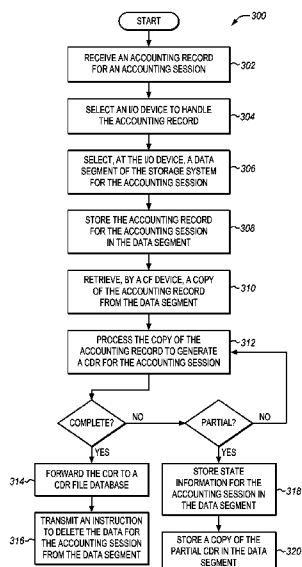 START
300
RECEIVE AN ACCOUNTING RECORD
FOR AN ACCOUNTING SESSION
302
SELECT AN I/O DEVICE TO HANDLE
THE ACCOUNTING RECORD
304
SELECT, AT THE I/O DEVICE, A DATA
SEGMENT OF THE STORAGE SYSTEM
FOR THE ACCOUNTING SESSION
306
STORE THE ACCOUNTING RECORD
FOR THE ACCOUNTING SESSION
IN THE DATA SEGMENT
308
RETRIEVE, BY A CF DEVICE, A COPY
OF THE ACCOUNTING RECORD
FROM THE DATA SEGMENT
310
PROCESS THE COPY OF THE
ACCOUNTING RECORD TO GENERATE
A CDR FOR THE ACCOUNTING SESSION
312
COMPLETE?
NO
PARTIAL?
NO
YES
YES
314
FORWARD THE CDR TO A
CDR FILE DATABASE
STORE STATE
INFORMATION FOR THE
ACCOUNTING SESSION IN
THE DATA SEGMENT
318
316
TRANSMIT AN INSTRUCTION
TO DELETE THE DATA FOR
THE ACCOUNTING SESSION
FROM THE DATA SEGMENT
STORE A COPY OF THE
PARTIAL CDR IN THE DATA
SEGMENT
320